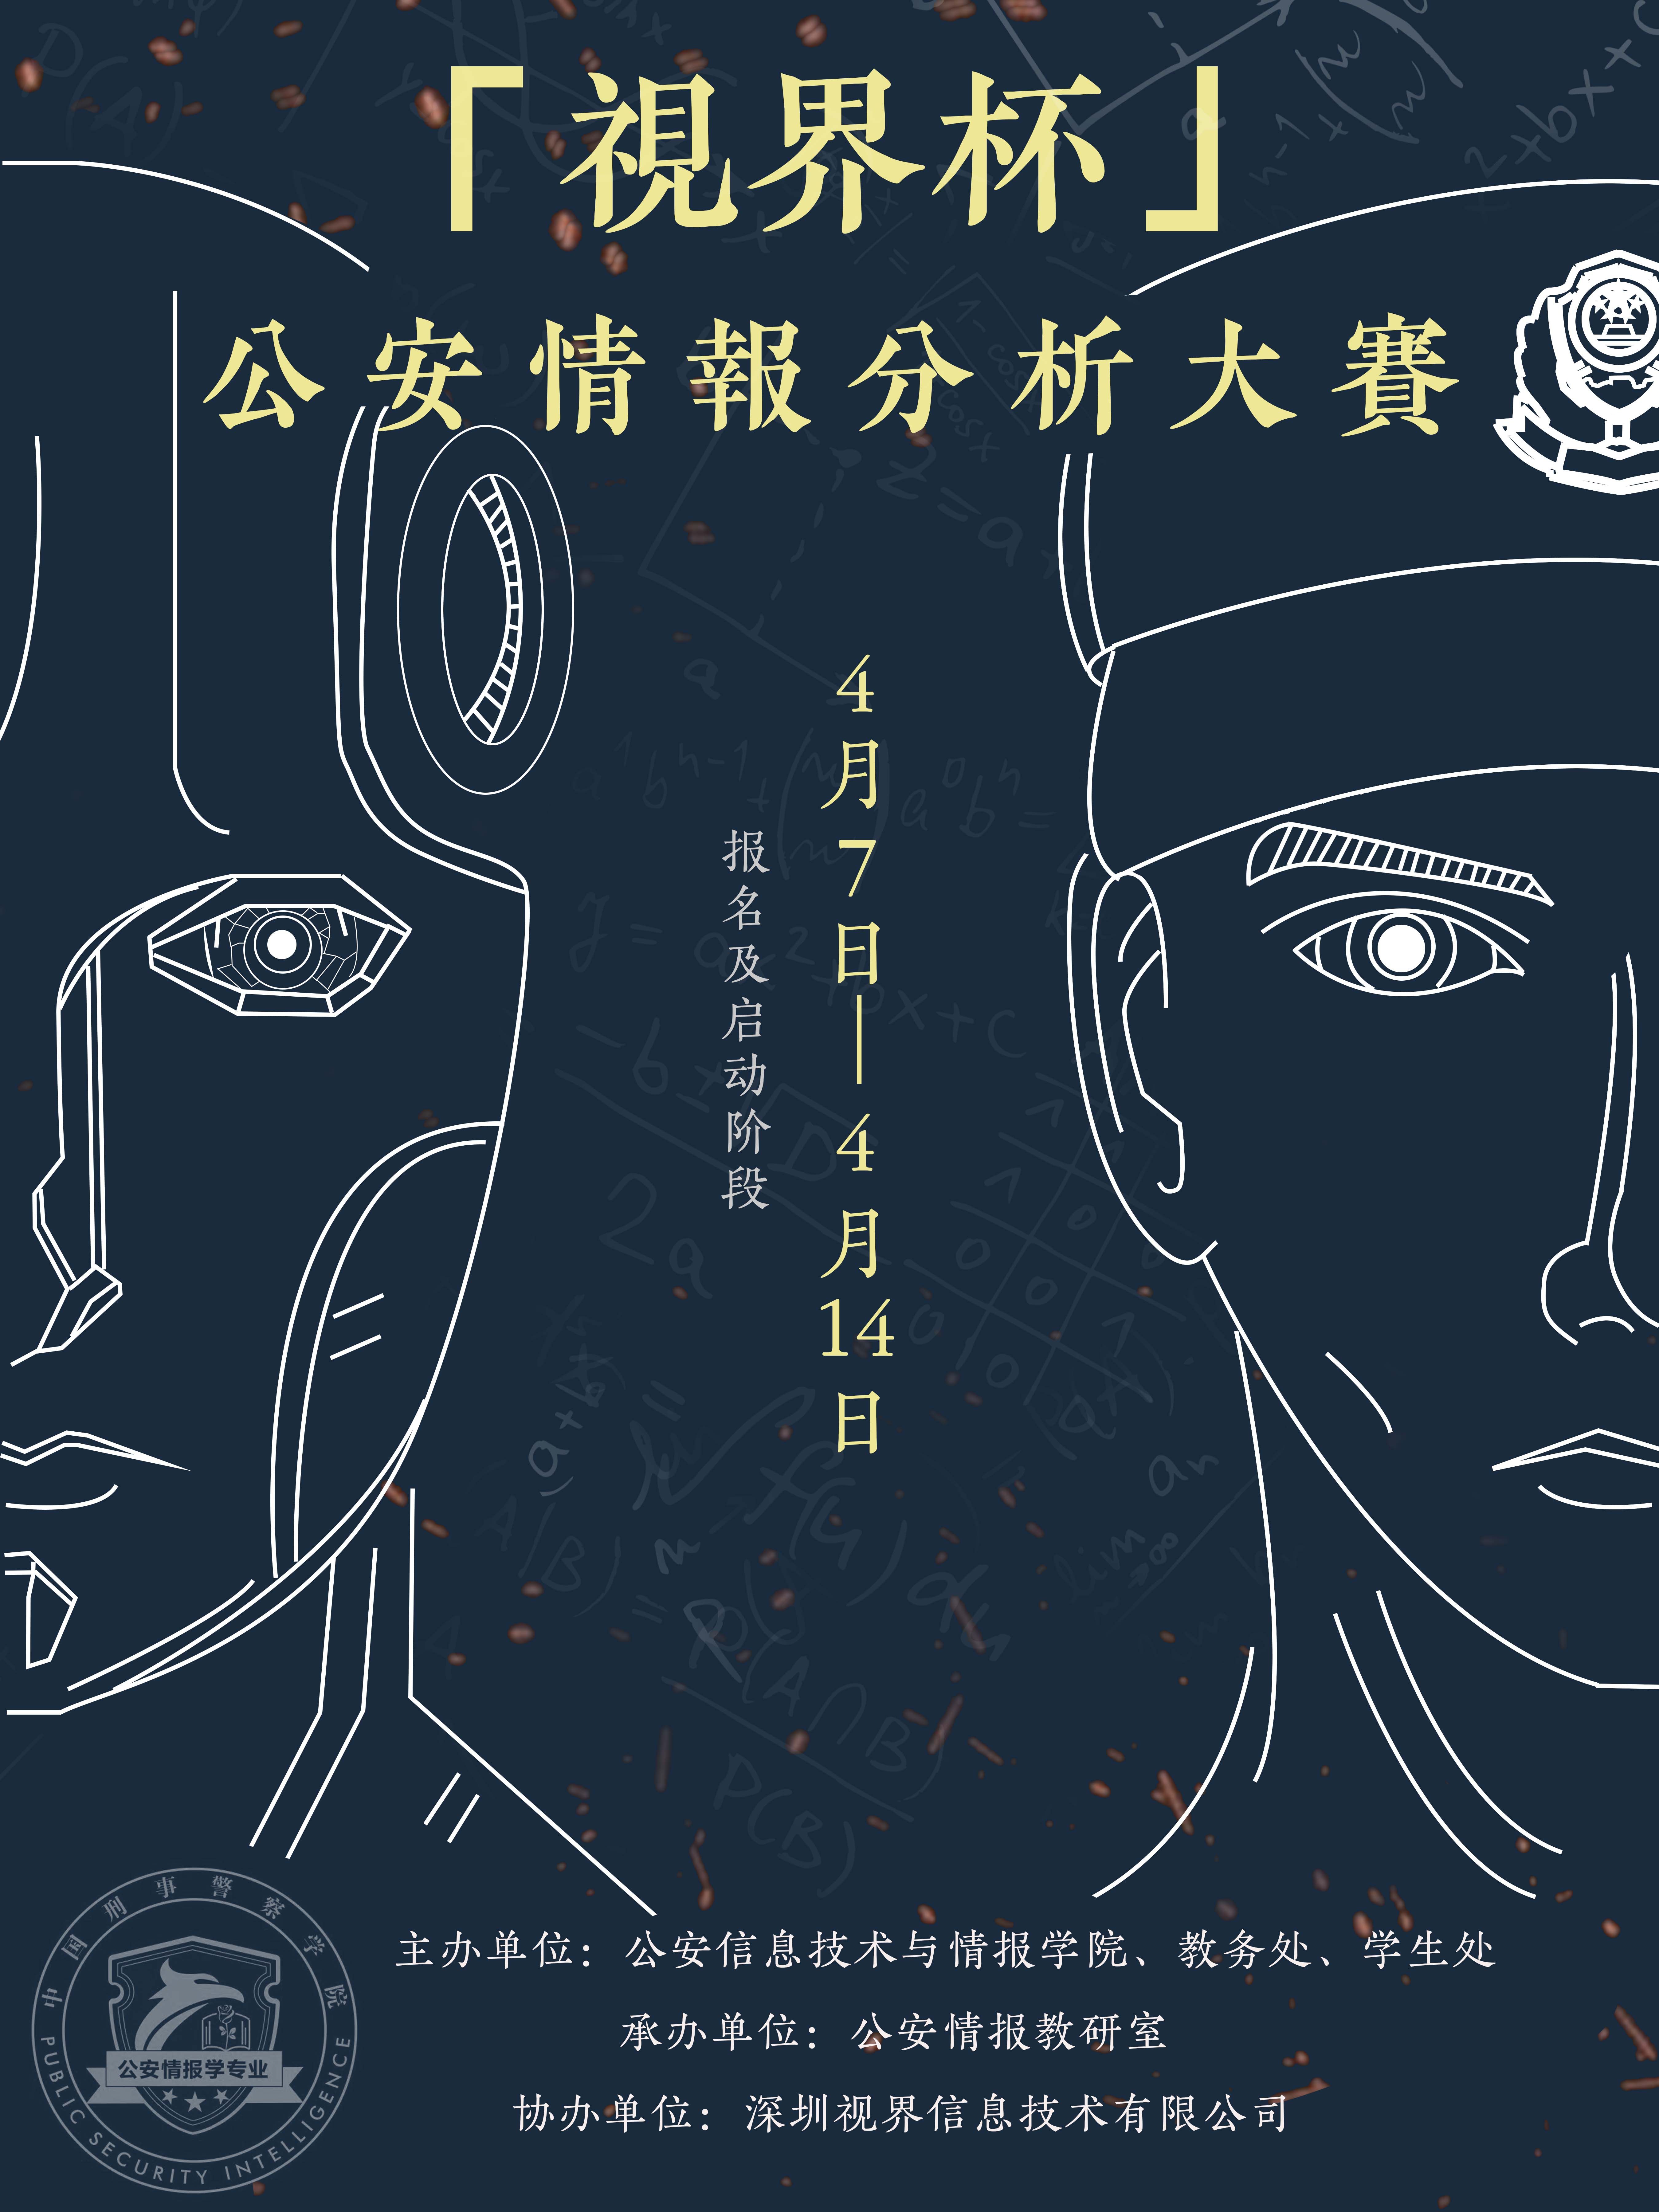 「視界杯」
公安情報分析大賽
4月7日—4月14日
报名及启动阶段
中国刑事警察学院
公安情报学专业
PUBLIC SECURITY INTELLIGENCE
主办单位：公安信息技术与情报学院、教务处、学生处
承办单位：公安情报教研室
协办单位：深圳视界信息技术有限公司